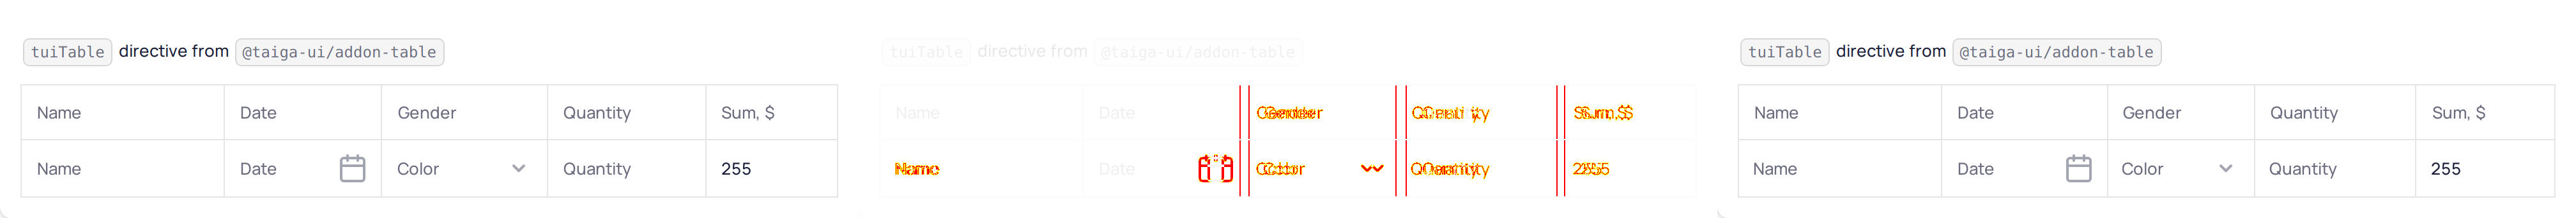 tuiTable directive from @taiga-ui/addon-table
Name Date Gender Quantity Sum, $
Name Date Color Quantity 255
tuiTable directive from @taiga-ui/addon-table
Name Date Gender Quantity Sum, $
Name Date Color Quantity 255
tuiTable directive from @taiga-ui/addon-table
Name Date Gender Quantity Sum, $
Name Date Color Quantity 255